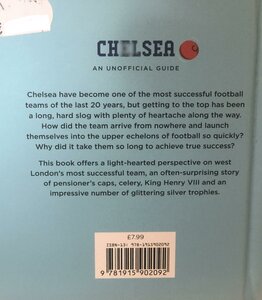 CHELSEA
AN UNOFFICIAL GUIDE
Chelsea have become one of the most successful football
teams of the last 20 years, but getting to the top has been
a long, hard slog with plenty of heartache along the way.
How did the team arrive from nowhere and launch
themselves into the upper echelons of football so quickly?
Why did it take them so long to achieve true success?
This book offers a light-hearted perspective on west
London's most successful team, an often-surprising story
of pensioner's caps, celery, King Henry VIII and an
impressive number of glittering silver trophies.
£7.99
ISBN-13: 978-1915902092
9 781915 902092